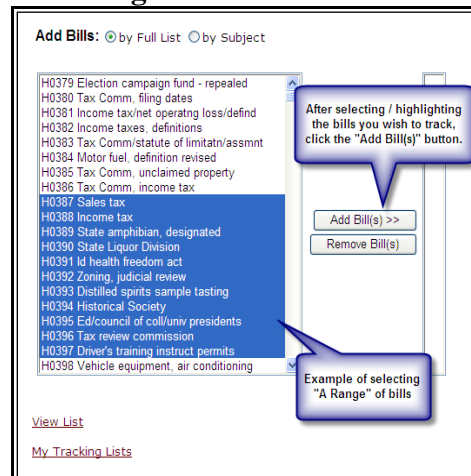 Add Bills: by Full List by Subject
H0379 Election campaign fund - repealed
H0380 Tax Comm, filing dates
H0381 Income tax/net operatng loss/defind
H0382 Income taxes, definitions
H0383 Tax Comm/statute of limitatn/assmnt
H0384 Motor fuel, definition revised
H0385 Tax Comm, unclaimed property
H0386 Tax Comm, income tax
H0387 Sales tax
H0388 Income tax
H0389 State amphibian, designated
H0390 State Liquor Division
H0391 Id health freedom act
H0392 Zoning, judicial review
H0393 Distilled spirits sample tasting
H0394 Historical Society
H0395 Ed/council of coll/univ presidents
H0396 Tax review commission
H0397 Driver's training instruct permits
H0398 Vehicle equipment, air conditioning
After selecting / highlighting
the bills you wish to track,
click the "Add Bill(s)" button.
Add Bill(s) >>
Remove Bill(s)
Example of selecting
"A Range" of bills
View List
My Tracking Lists